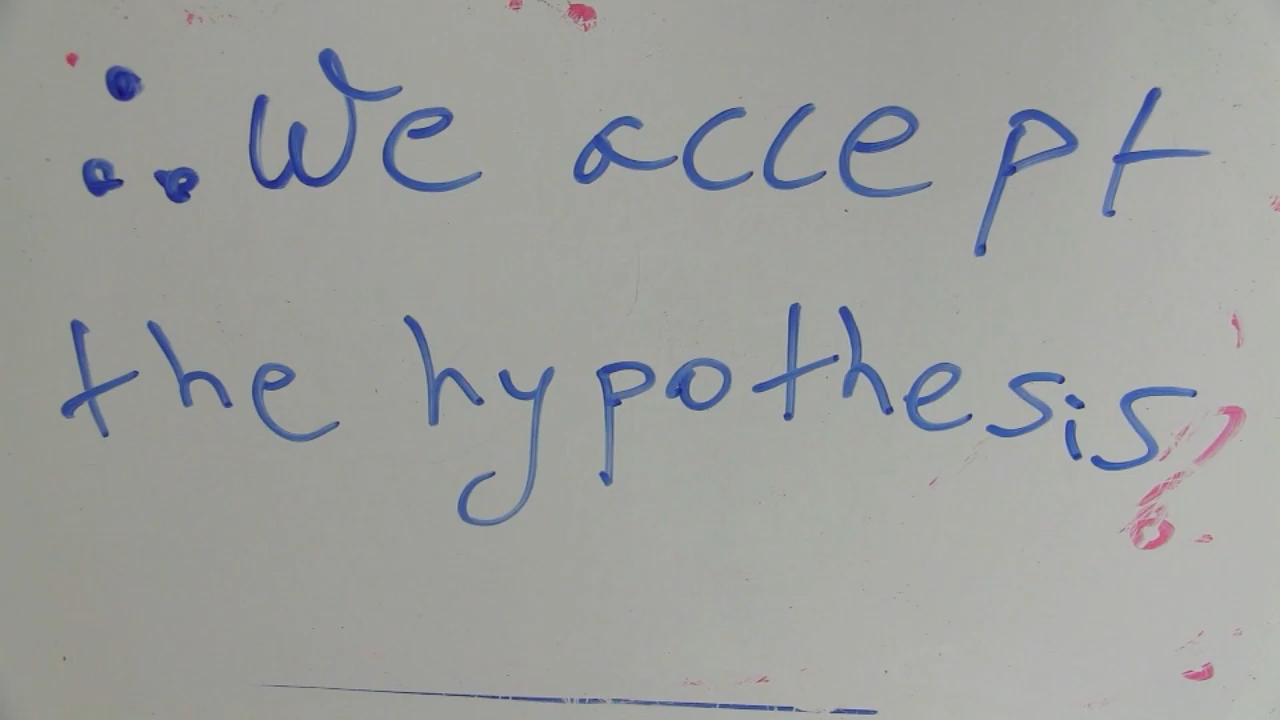 ∴ We accept
the hypothesis